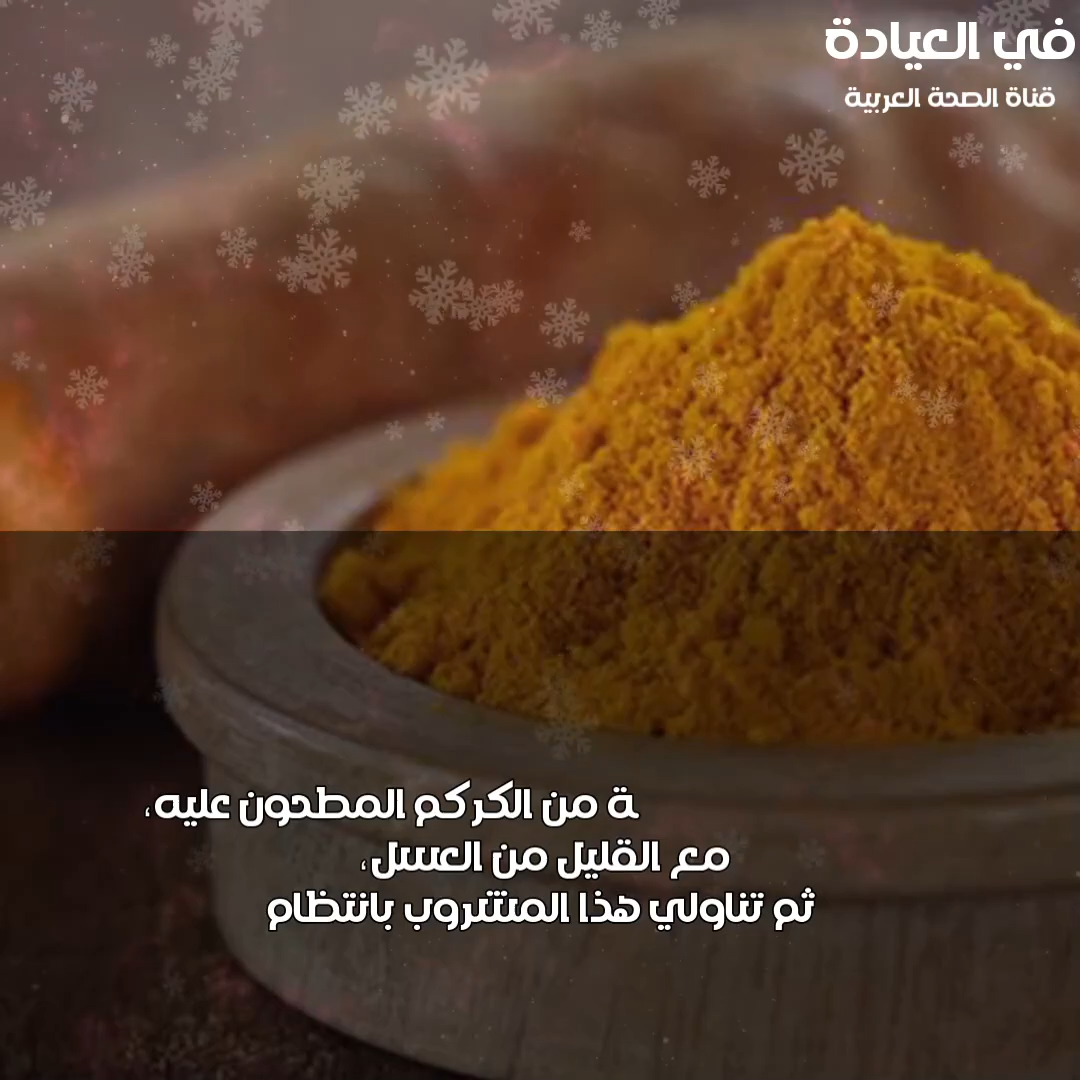 في العيادة
قناة الصحة العربية
ة من الكركم المطحون عليه،
مع القليل من العسل،
ثم تناولي هذا المشروب بانتظام